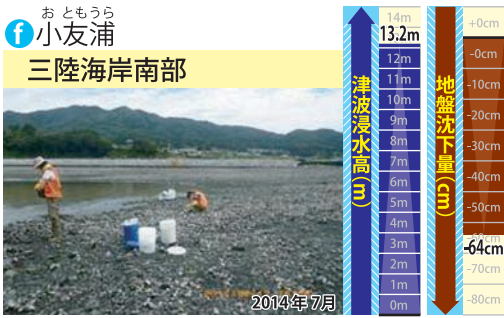 お ともうら
f 小友浦
三陸海岸南部
2014年7月
津波浸水高(m)
14m
13.2m
12m
11m
10m
9m
8m
7m
6m
5m
4m
3m
2m
1m
0m
地盤沈下量(cm)
+0cm
-0cm
-10cm
-20cm
-30cm
-40cm
-50cm
-60cm
-64cm
-70cm
-80cm